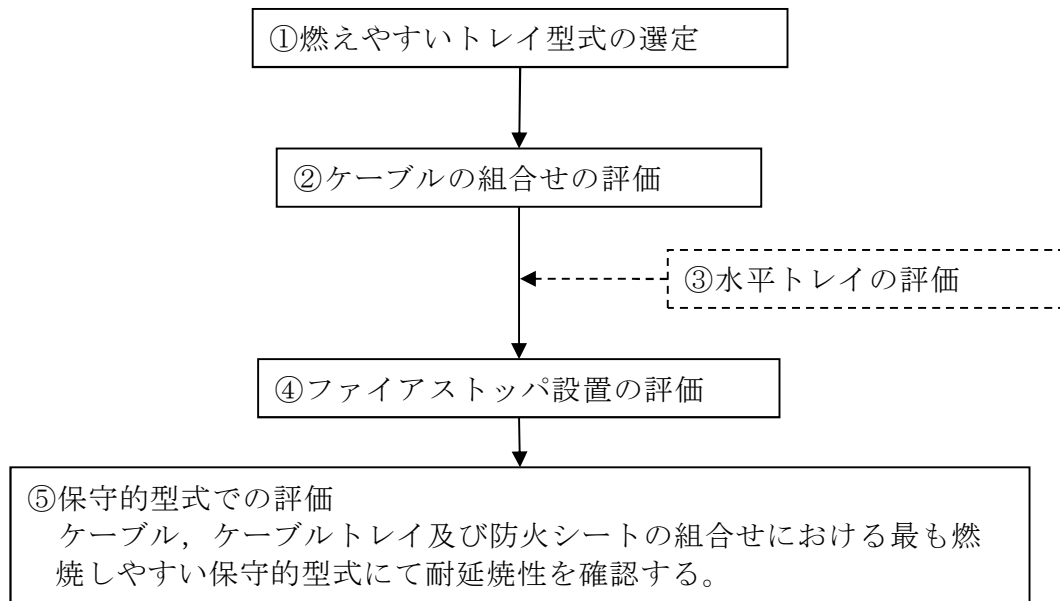 ①燃えやすいトレイ型式の選定
②ケーブルの組合せの評価
③水平トレイの評価
④ファイアストッパ設置の評価
⑤保守的型式での評価
ケーブル，ケーブルトレイ及び防火シートの組合せにおける最も燃
焼しやすい保守的型式にて耐延焼性を確認する。